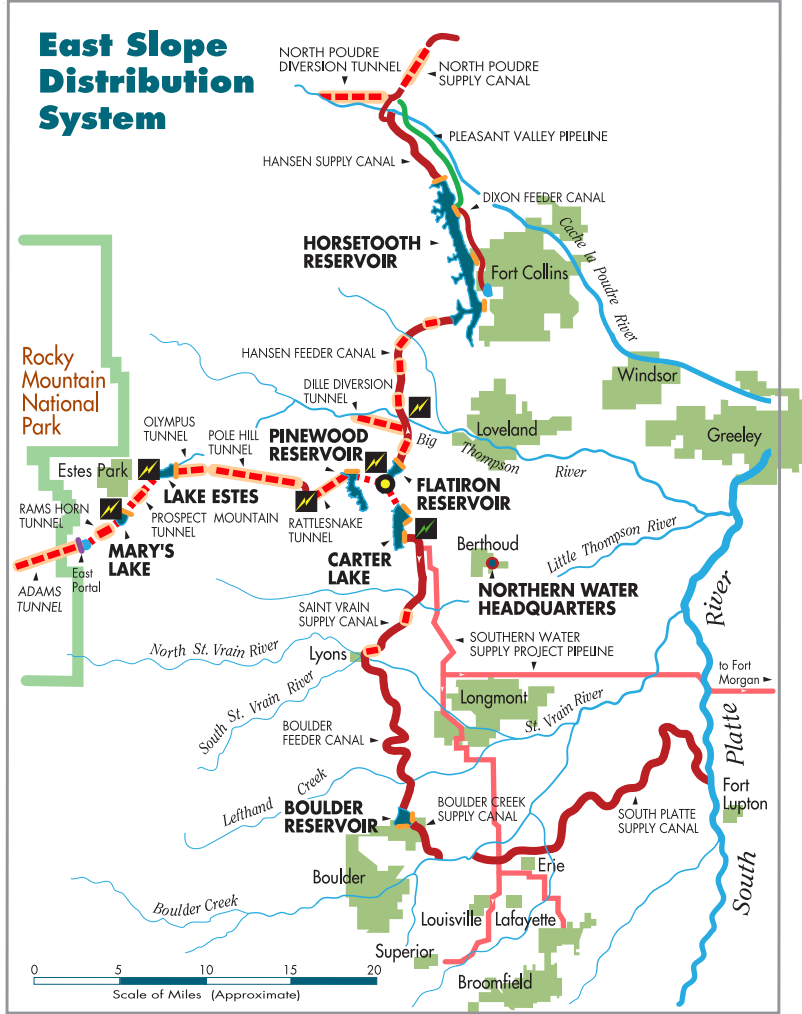 East Slope
Distribution
System
NORTH POUDRE
DIVERSION TUNNEL
NORTH POUDRE
SUPPLY CANAL
PLEASANT VALLEY PIPELINE
HANSEN SUPPLY CANAL
DIXON FEEDER CANAL
Cache la Poudre River
HORSETOOTH
RESERVOIR
Fort Collins
Rocky
Mountain
National
Park
HANSEN FEEDER CANAL
Windsor
DILLE DIVERSION
TUNNEL
OLYMPUS
TUNNEL
POLE HILL
TUNNEL
PINEWOOD
RESERVOIR
Big Thompson River
Loveland
Greeley
Estes Park
LAKE ESTES
FLATIRON
RESERVOIR
RAMS HORN
TUNNEL
PROSPECT MOUNTAIN
TUNNEL
RATTLESNAKE
TUNNEL
MARY'S
LAKE
East
Portal
ADAMS
TUNNEL
CARTER
LAKE
Berthoud
Little Thompson River
NORTHERN WATER
HEADQUARTERS
SAINT VRAIN
SUPPLY CANAL
SOUTHERN WATER
SUPPLY PROJECT PIPELINE
North St. Vrain River
Lyons
to Fort
Morgan
South St. Vrain River
Longmont
St. Vrain River
BOULDER
FEEDER CANAL
Lefthand Creek
BOULDER
RESERVOIR
BOULDER CREEK
SUPPLY CANAL
SOUTH PLATTE
SUPPLY CANAL
Fort
Lupton
South Platte River
Boulder
Erie
Boulder Creek
Louisville
Lafayette
Superior
Broomfield
0 5 10 15 20
Scale of Miles (Approximate)